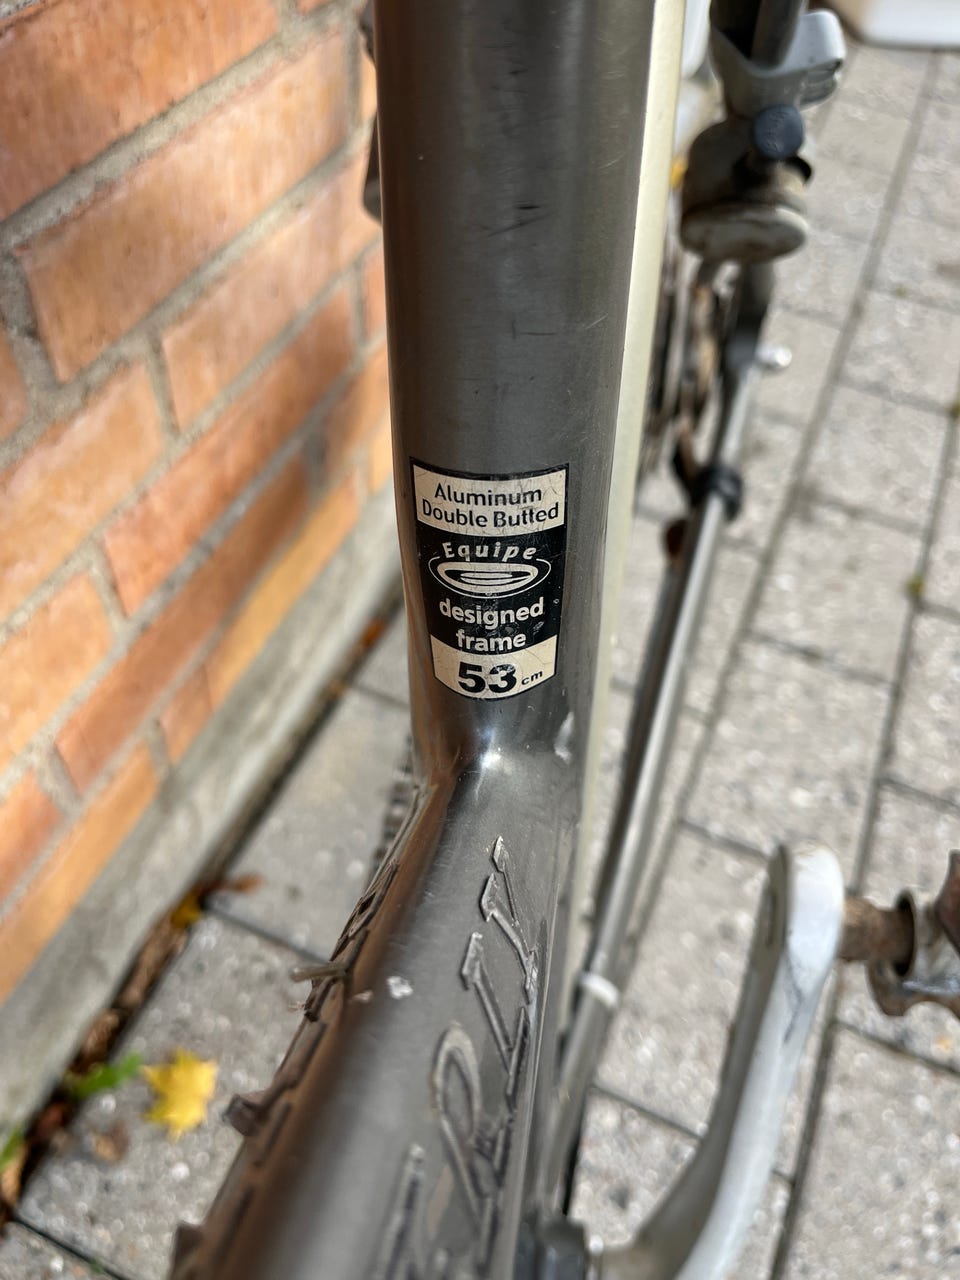 Aluminum
Double Butted
Equipe
designed
frame
53 cm